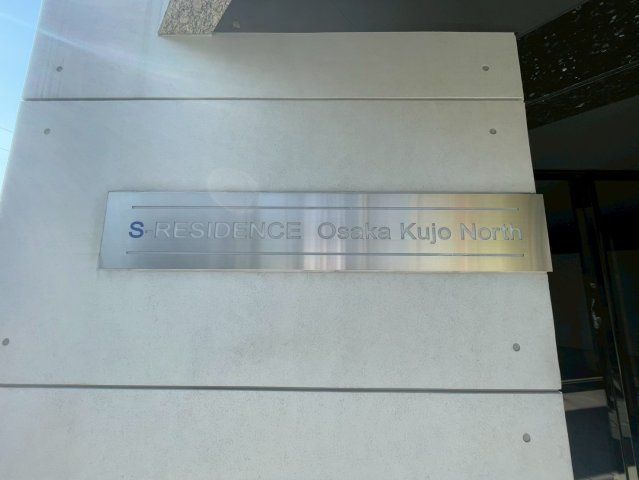 S-RESIDENCE Osaka Kujo North